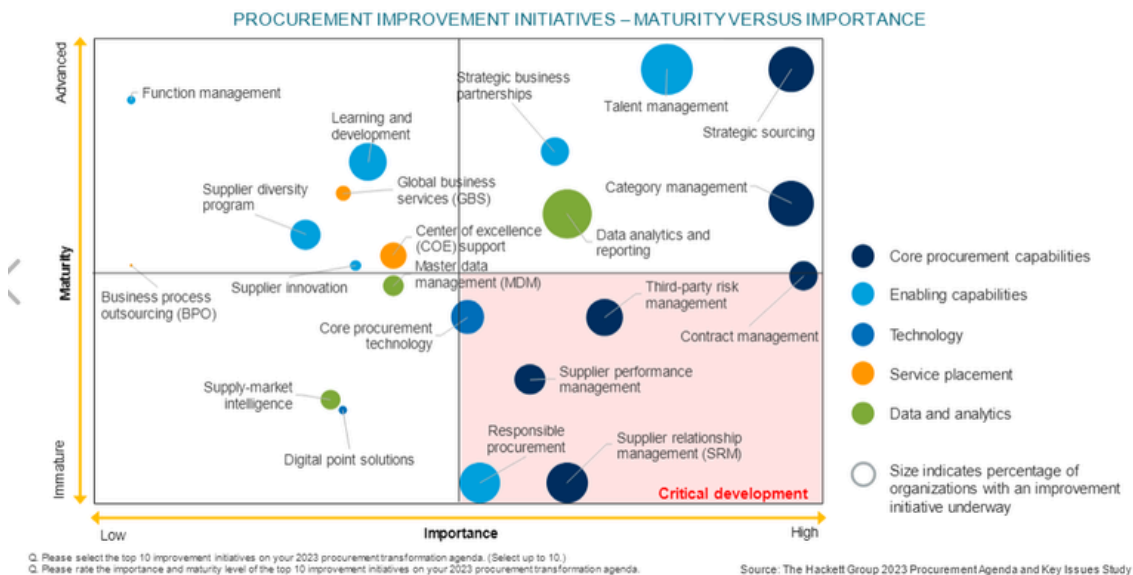 PROCUREMENT IMPROVEMENT INITIATIVES – MATURITY VERSUS IMPORTANCE
Advanced
Maturity
Immature
Function management
Learning and
development
Strategic business
partnerships
Talent management
Strategic sourcing
Supplier diversity
program
Global business
services (GBS)
Category management
Center of excellence
(COE) support
Data analytics and
reporting
Business process
outsourcing (BPO)
Supplier innovation
Master data
management (MDM)
Third-party risk
management
Contract management
Core procurement
technology
Supplier performance
management
Supply-market
intelligence
Digital point solutions
Responsible
procurement
Supplier relationship
management (SRM)
Critical development
Low
Importance
High
Core procurement capabilities
Enabling capabilities
Technology
Service placement
Data and analytics
Size indicates percentage of
organizations with an improvement
initiative underway
Q. Please select the top 10 improvement initiatives on your 2023 procurement transformation agenda. (Select up to 10.)
Q. Please rate the importance and maturity level of the top 10 improvement initiatives on your 2023 procurement transformation agenda.
Source: The Hackett Group 2023 Procurement Agenda and Key Issues Study